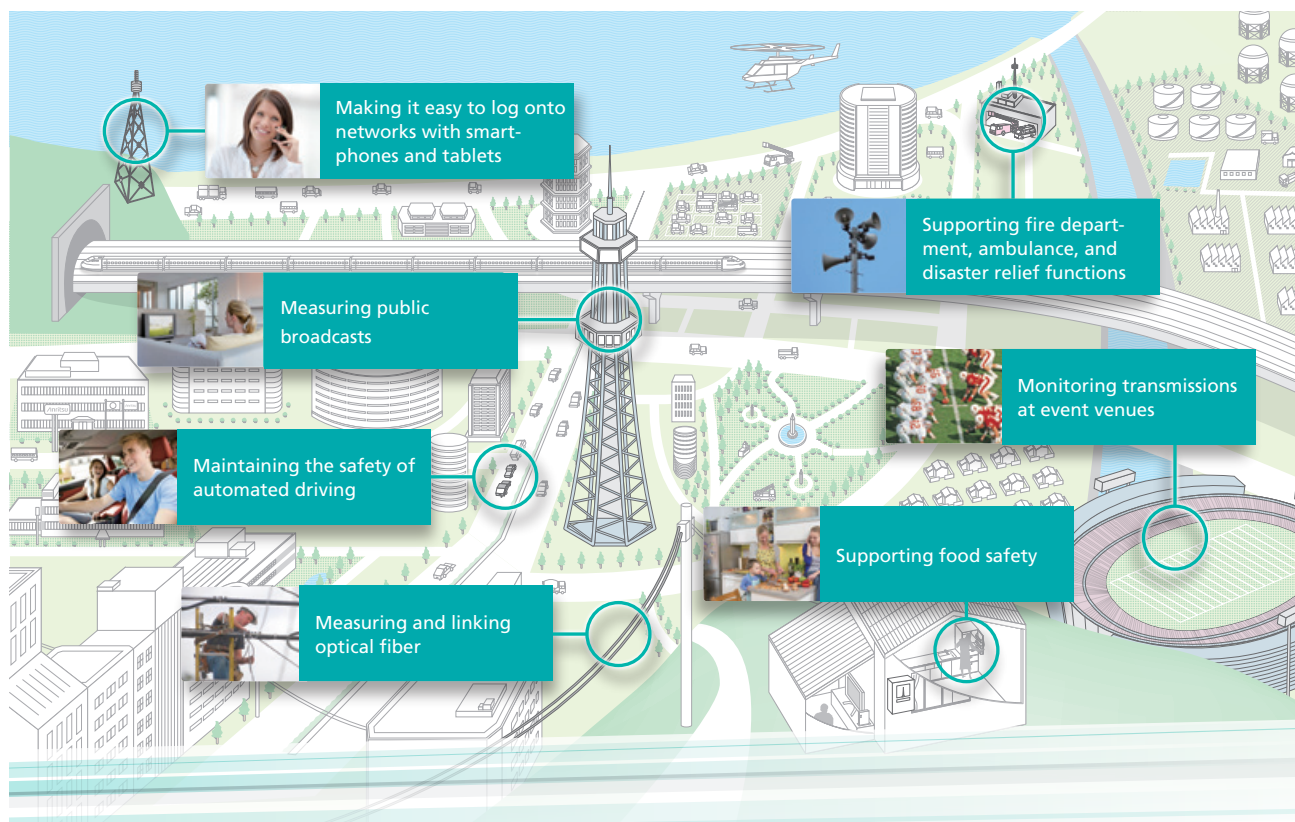 Making it easy to log onto
networks with smart-
phones and tablets
Supporting fire depart-
ment, ambulance, and
disaster relief functions
Measuring public
broadcasts
Monitoring transmissions
at event venues
Maintaining the safety of
automated driving
Supporting food safety
Measuring and linking
optical fiber
Anritsu